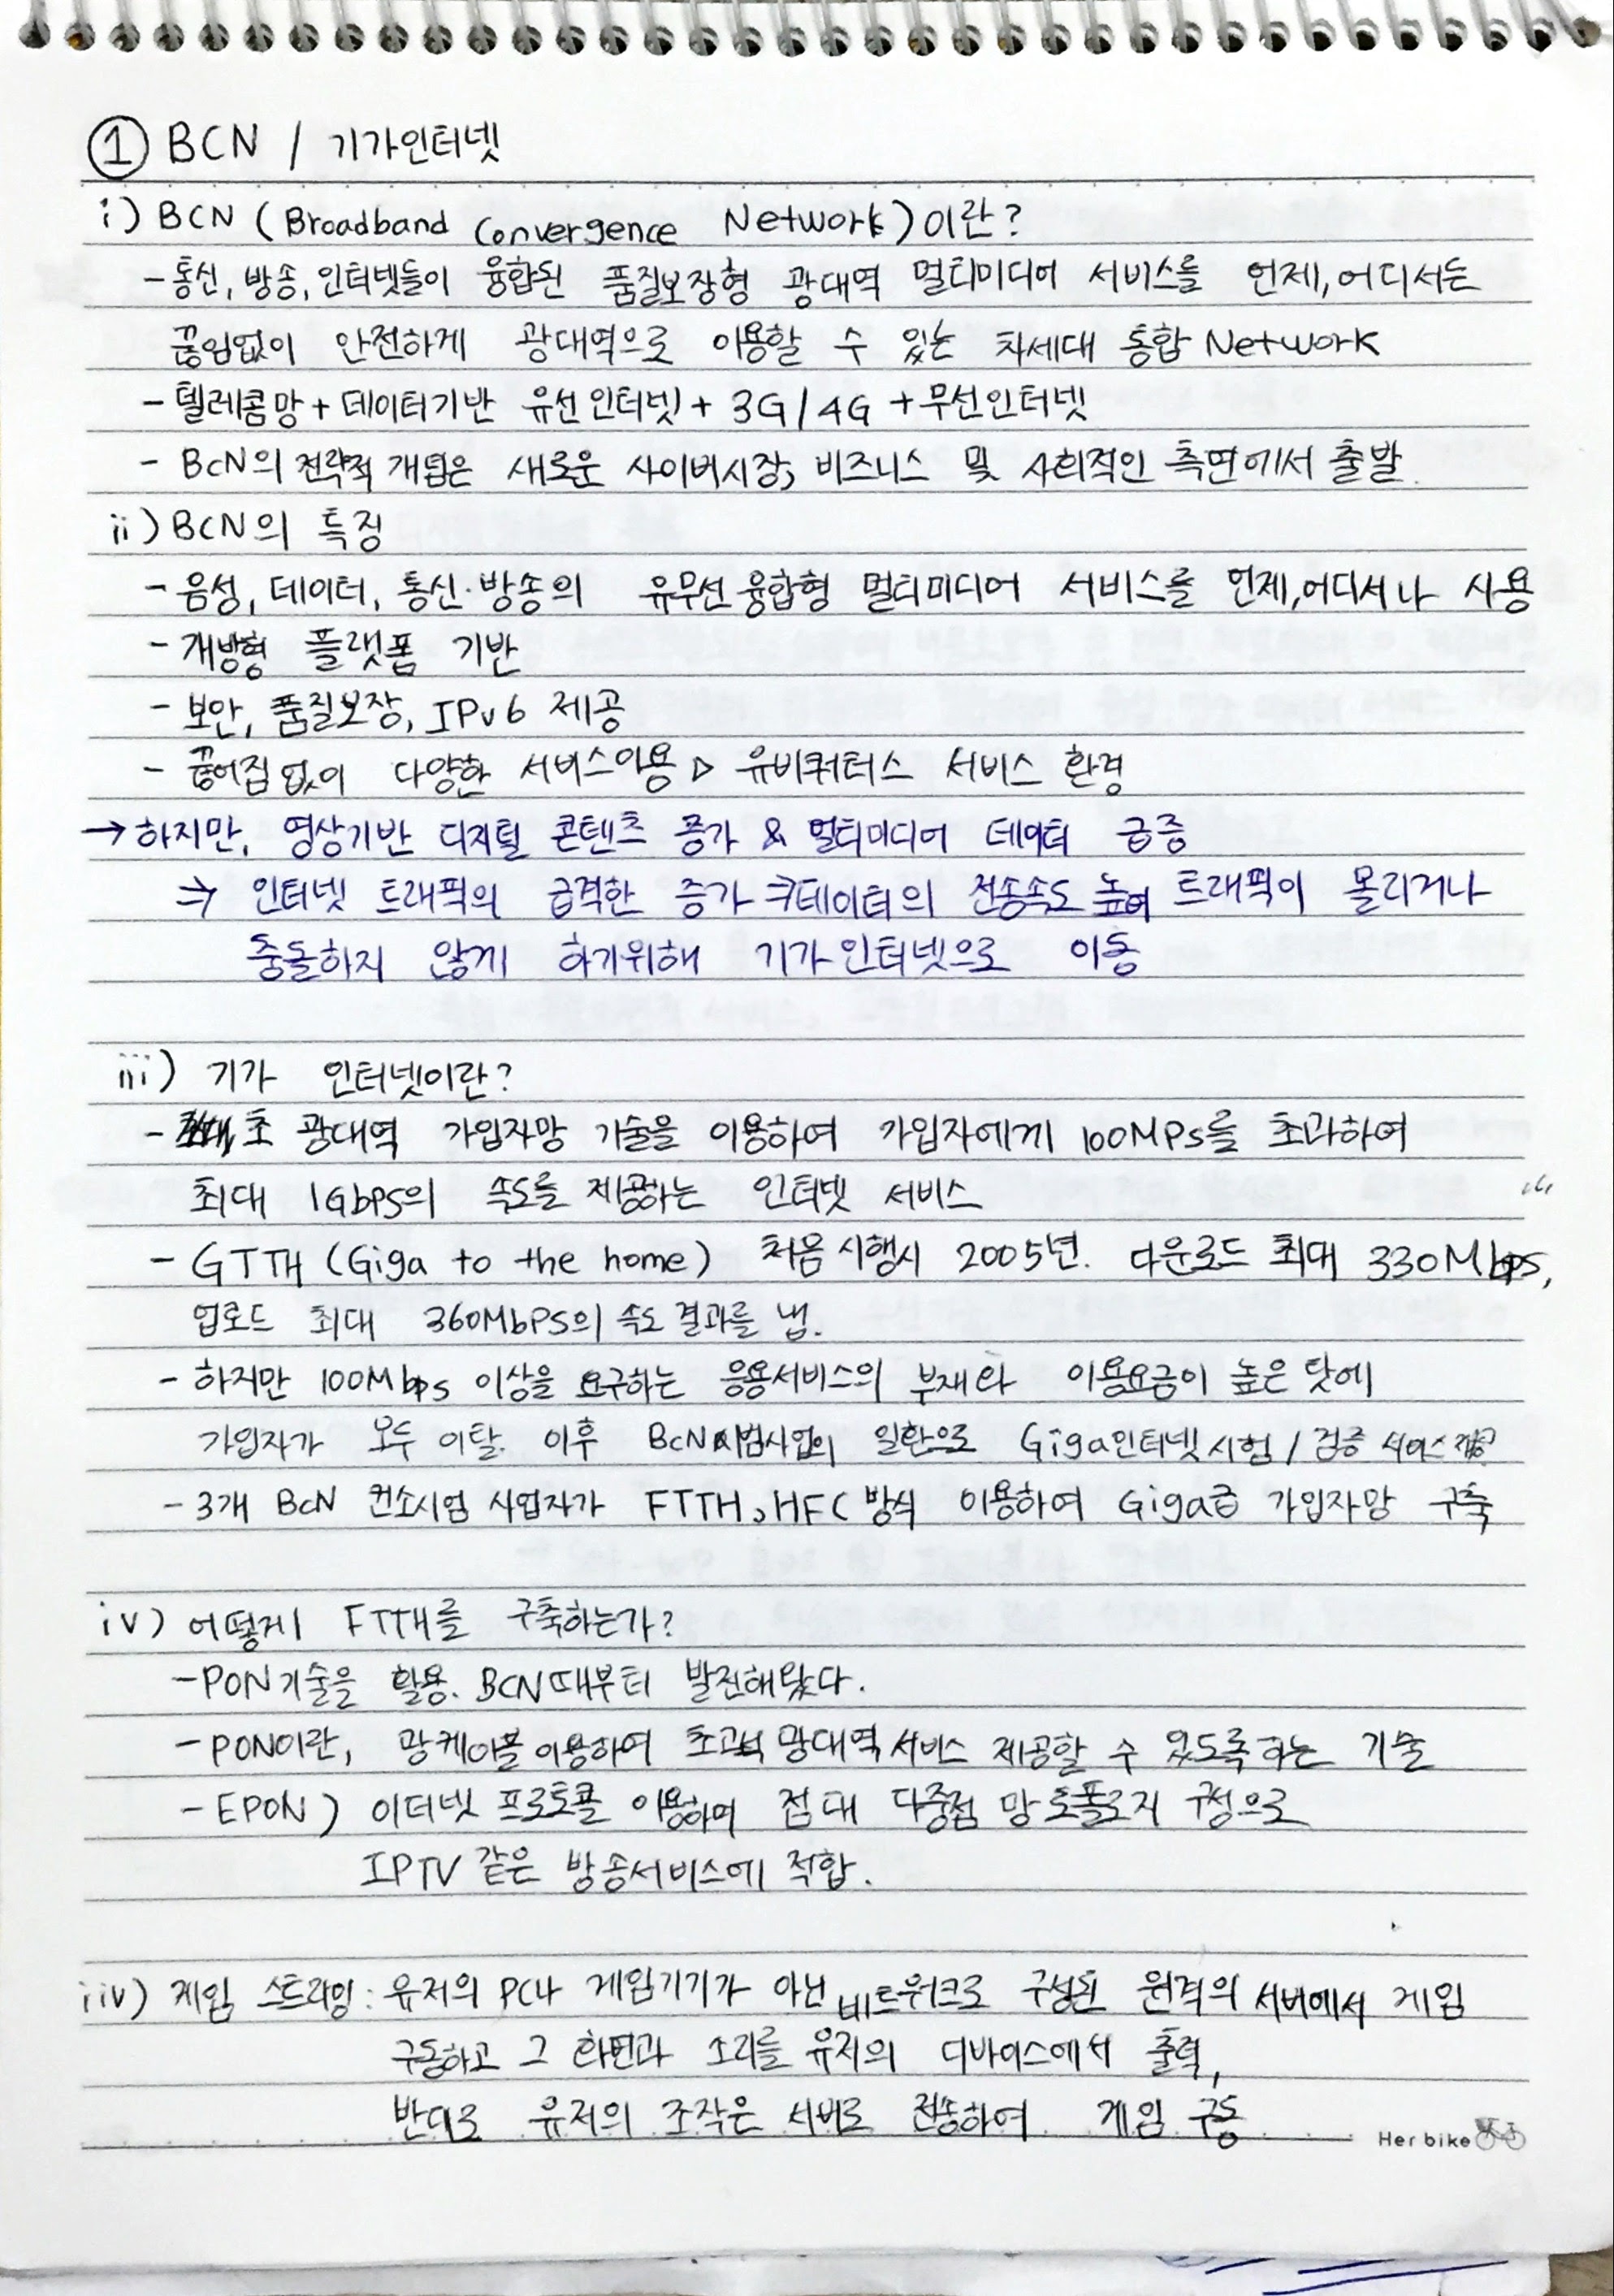 ① BCN / 기가인터넷
i) BCN (Broadband Convergence Network)이란?
- 통신, 방송, 인터넷들이 융합된 품질보장형 광대역 멀티미디어 서비스를 언제, 어디서든
끊임없이 안전하게 광대역으로 이용할 수 있는 차세대 통합 Network
- 텔레콤망 + 데이터기반 유선인터넷 + 3G/4G + 무선인터넷
- BcN의 전략적 개념은 새로운 사이버시장, 비즈니스 및 사회적인 측면에서 출발.
ii) BCN의 특징
- 음성, 데이터, 통신·방송의 유무선 융합형 멀티미디어 서비스를 언제, 어디서나 사용
- 개방형 플랫폼 기반
- 보안, 품질보장, IPv6 제공
- 끊어짐없이 다양한 서비스이용 ▷ 유비쿼터스 서비스 환경
→ 하지만, 영상기반 디지털 콘텐츠 증가 & 멀티미디어 데이터 급증
⇒ 인터넷 트래픽의 급격한 증가 데이터의 전송속도 높여 트래픽이 몰리거나
충돌하지 않게 하기위해 기가인터넷으로 이동
iii) 기가 인터넷이란?
- 초 광대역 가입자망 기술을 이용하여 가입자에게 100MPs를 초과하여
최대 1Gbps의 속도를 제공하는 인터넷 서비스
- GTTH (Giga to the home) 처음 시행시 2005년. 다운로드 최대 330Mbps,
업로드 최대 360MbPS의 속도 결과를 냄.
- 하지만 100Mbps 이상을 요구하는 응용서비스의 부재와 이용요금이 높은 탓에
가입자가 모두 이탈. 이후 BcN시범사업의 일환으로 Giga인터넷 시험/검증 서비스 제공
- 3개 BcN 컨소시엄 사업자가 FTTH, HFC 방식 이용하여 Giga급 가입자망 구축
iv) 어떻게 FTTH를 구축하는가?
- PON기술을 활용. BCN때부터 발전해왔다.
- PON이란, 광케이블 이용하여 초고속 광대역 서비스 제공할 수 있도록 하는 기술
- EPON) 이더넷 프로토콜 이용하여 점 대 다중점 망 토폴로지 구성으로
IPTV 같은 방송서비스에 적합.
iiv) 게임 스트리밍 : 유저의 PC나 게임기기가 아닌 네트워크로 구성된 원격의 서버에서 게임
구동하고 그 화면과 소리를 유저의 디바이스에서 출력,
반대로 유저의 조작은 서버로 전송하여 게임 구동
Her bike